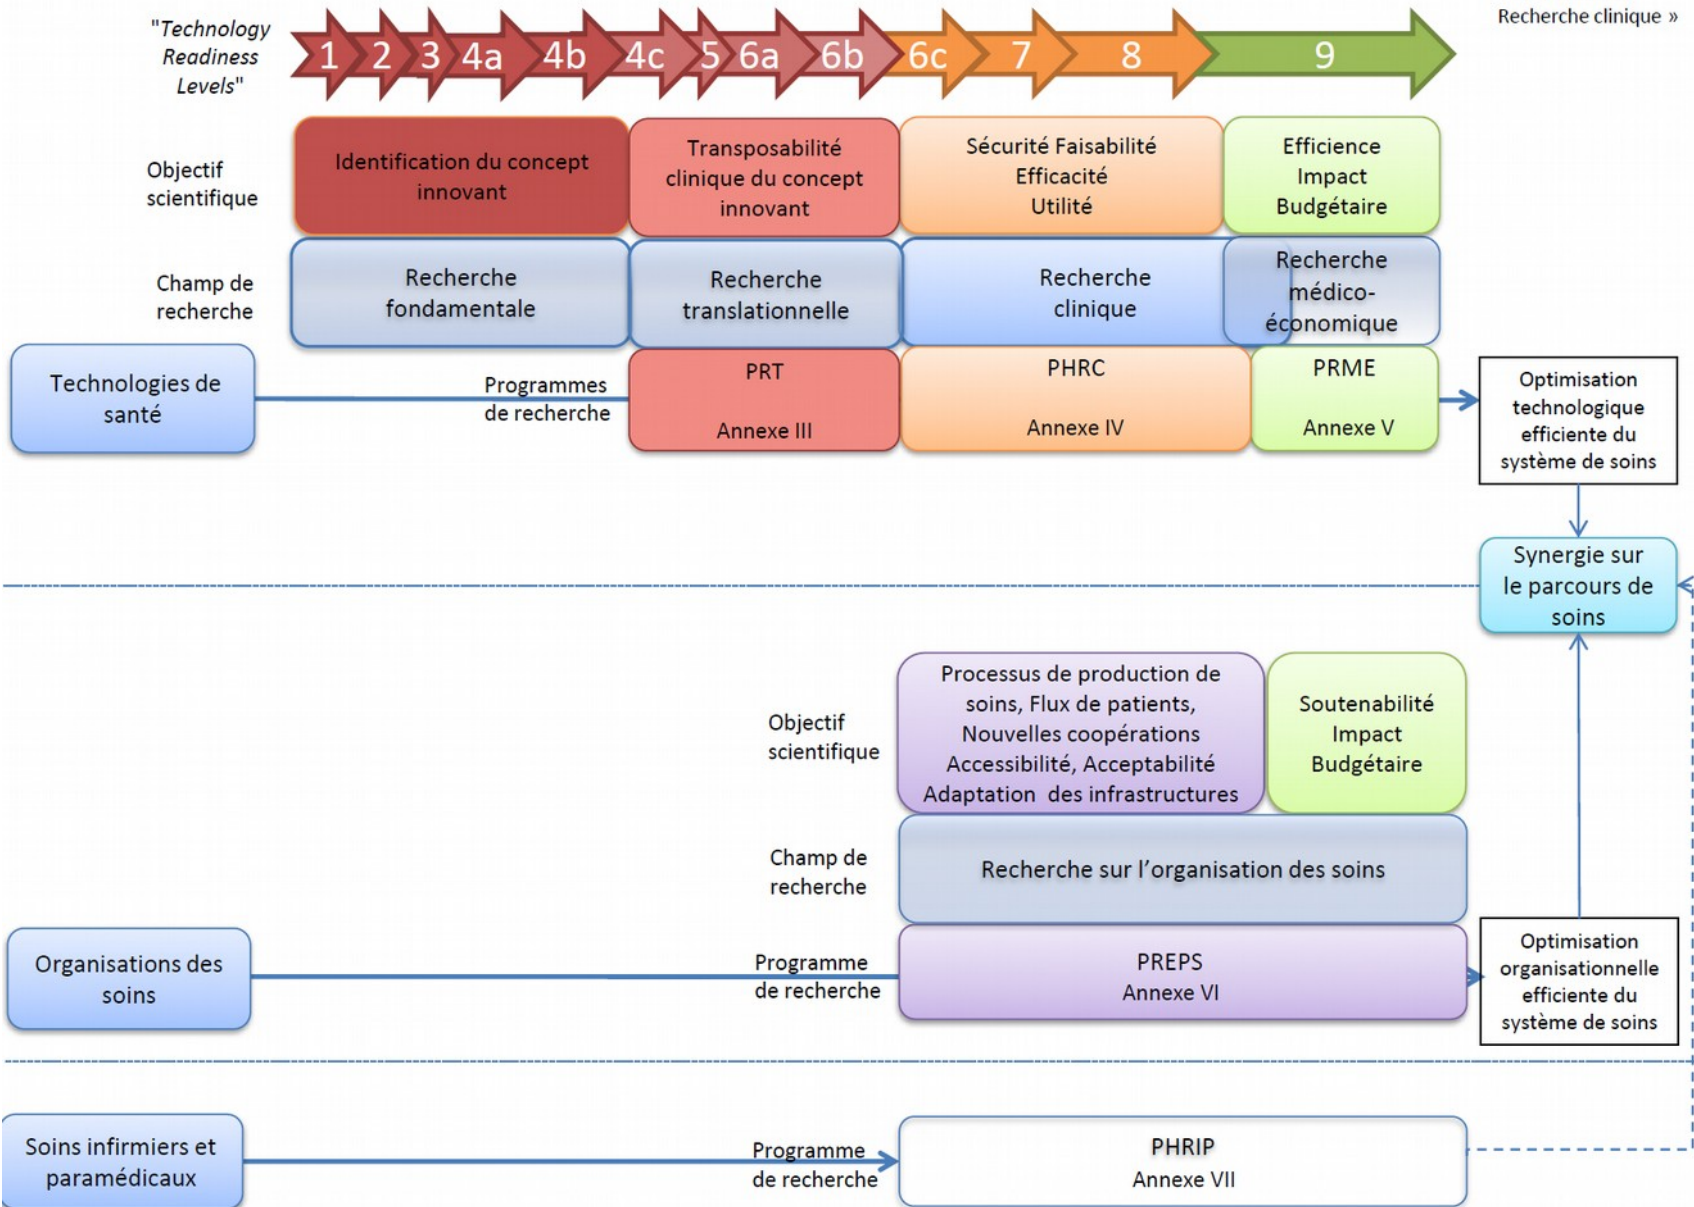 Recherche clinique »
"Technology
Readiness
Levels"
1 2 3 4a 4b 4c 5 6a 6b 6c 7 8 9
Objectif
scientifique
Identification du concept
innovant
Transposabilité
clinique du concept
innovant
Sécurité Faisabilité
Efficacité
Utilité
Efficience
Impact
Budgétaire
Champ de
recherche
Recherche
fondamentale
Recherche
translationnelle
Recherche
clinique
Recherche
médico-
économique
Technologies de
santé
Programmes
de recherche
PRT
Annexe III
PHRC
Annexe IV
PRME
Annexe V
Optimisation
technologique
efficiente du
système de soins
Synergie sur
le parcours de
soins
Objectif
scientifique
Processus de production de
soins, Flux de patients,
Nouvelles coopérations
Accessibilité, Acceptabilité
Adaptation des infrastructures
Soutenabilité
Impact
Budgétaire
Champ de
recherche
Recherche sur l’organisation des soins
Organisations des
soins
Programme
de recherche
PREPS
Annexe VI
Optimisation
organisationnelle
efficiente du
système de soins
Soins infirmiers et
paramédicaux
Programme
de recherche
PHRIP
Annexe VII